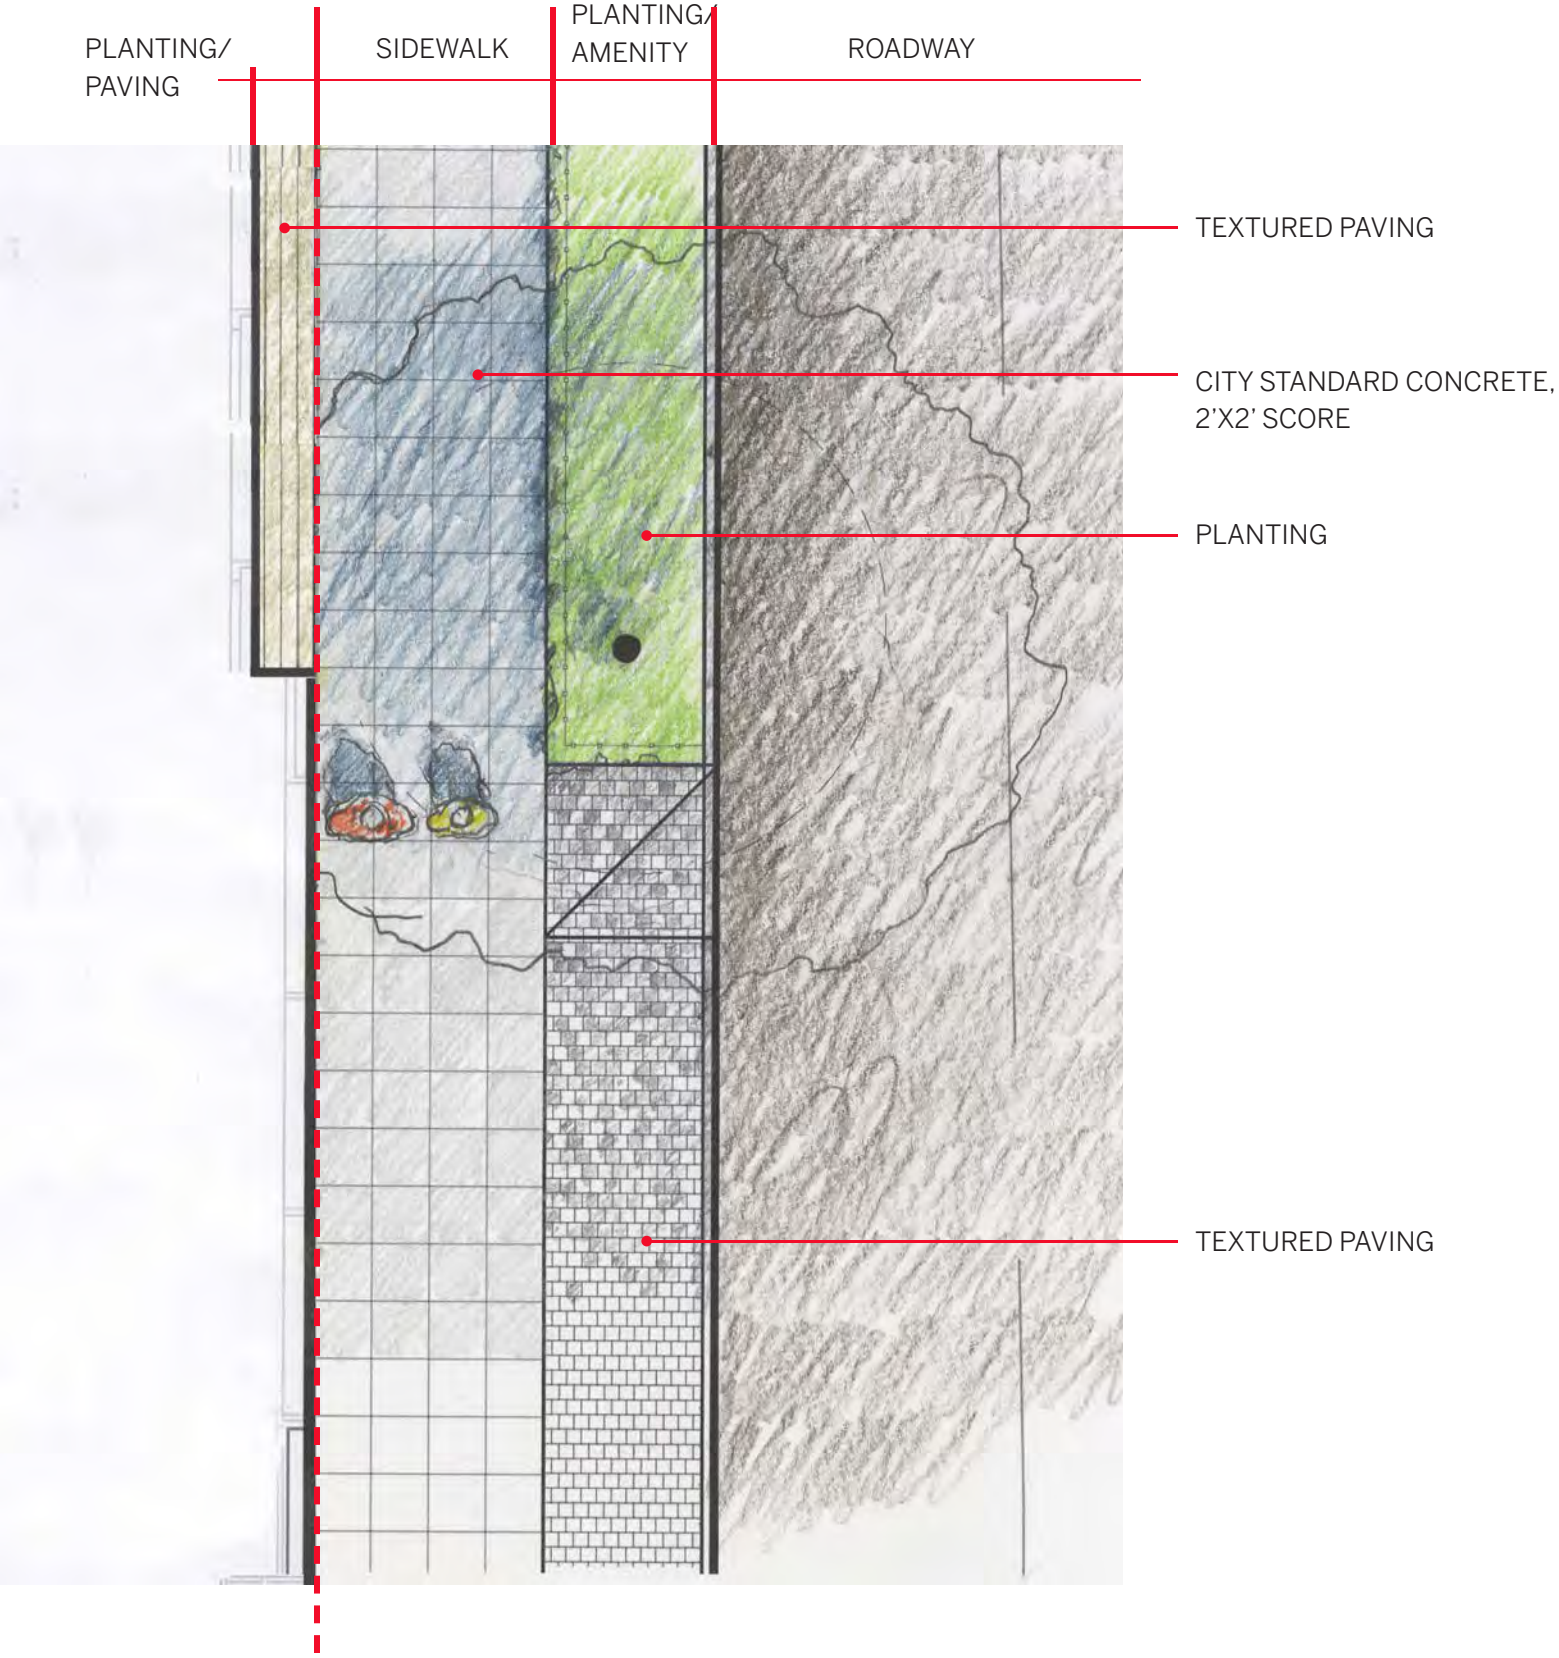 PLANTING/
PAVING
SIDEWALK
PLANTING/
AMENITY
ROADWAY
TEXTURED PAVING
CITY STANDARD CONCRETE,
2’X2’ SCORE
PLANTING
TEXTURED PAVING